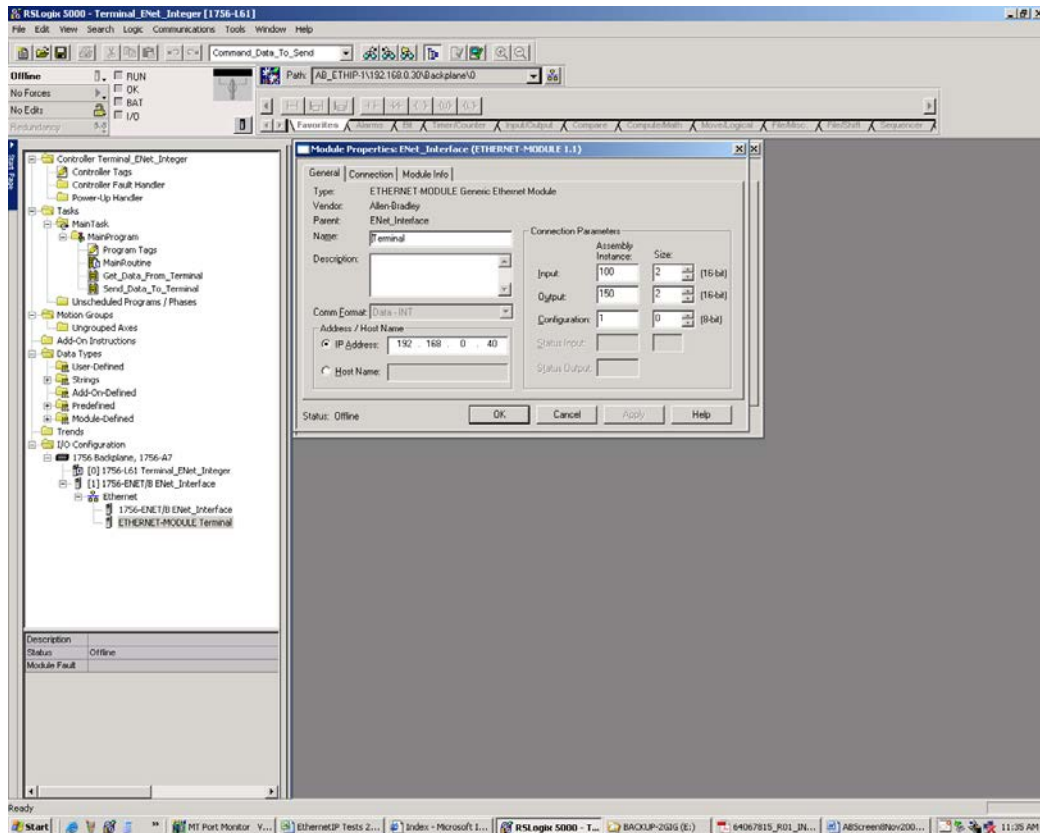 RSLogix 5000 - Terminal_ENet_Integer [1756-L61]
File Edit View Search Logic Communications Tools Window Help
Command_Data_To_Send
Offline
RUN
No Forces
OK
No Edits
BAT
Redundancy
I/O
Path: AB_ETHIP-1\192.168.0.30\Backplane\0
Favorites Alarms Bit Timer/Counter Input/Output Compare Compute/Math Move/Logical File/Misc. File/Shift Sequencer
Start Page
Controller Terminal_ENet_Integer
Controller Tags
Controller Fault Handler
Power-Up Handler
Tasks
MainTask
MainProgram
Program Tags
MainRoutine
Get_Data_From_Terminal
Send_Data_To_Terminal
Unscheduled Programs / Phases
Motion Groups
Ungrouped Axes
Add-On Instructions
Data Types
User-Defined
Strings
Add-On-Defined
Predefined
Module-Defined
Trends
I/O Configuration
1756 Backplane, 1756-A7
[0] 1756-L61 Terminal_ENet_Integer
[1] 1756-ENET/B ENet_Interface
Ethernet
1756-ENET/B ENet_Interface
ETHERNET-MODULE Terminal
Description
Status Offline
Module Fault
Module Properties: ENet_Interface (ETHERNET-MODULE 1.1)
General Connection Module Info
Type: ETHERNET-MODULE Generic Ethernet Module
Vendor: Allen-Bradley
Parent: ENet_Interface
Name: Terminal
Description:
Comm Format: Data - INT
Address / Host Name
IP Address: 192 . 168 . 0 . 40
Host Name:
Connection Parameters
Assembly Instance: Size:
Input: 100 2 (16-bit)
Output: 150 2 (16-bit)
Configuration: 1 0 (8-bit)
Status Input:
Status Output:
Status: Offline
OK Cancel Apply Help
Ready
Start
MT Port Monitor V...
EthernetIP Tests 2...
Index - Microsoft I...
RSLogix 5000 - T...
BACKUP-2GIG (E:)
64067815_R01_IN...
ABScreen8Nov200...
11:35 AM